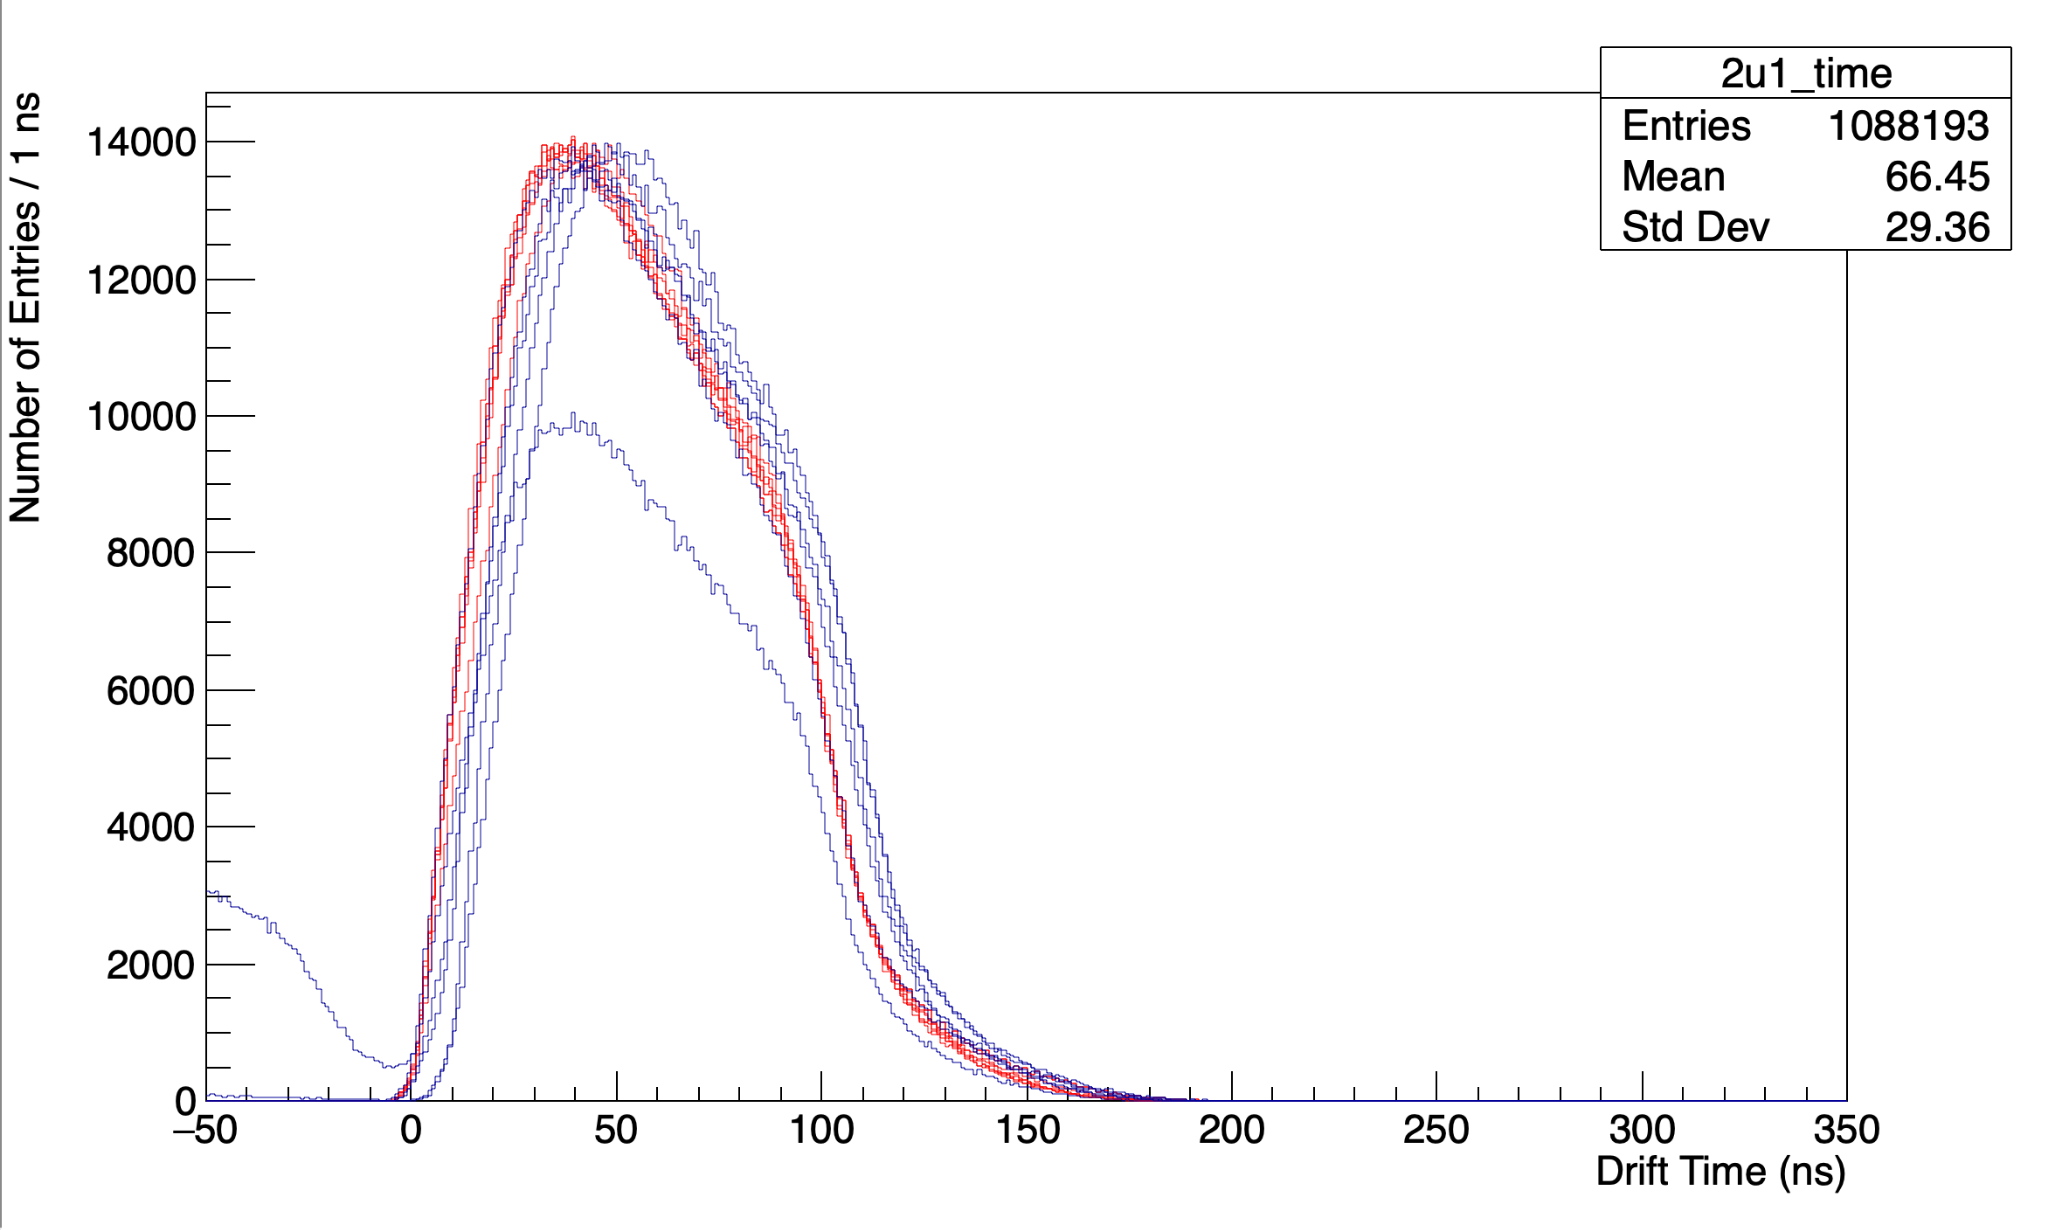 2u1_time
Entries 1088193
Mean 66.45
Std Dev 29.36
Number of Entries / 1 ns
14000
12000
10000
8000
6000
4000
2000
0
−50 0 50 100 150 200 250 300 350
Drift Time (ns)